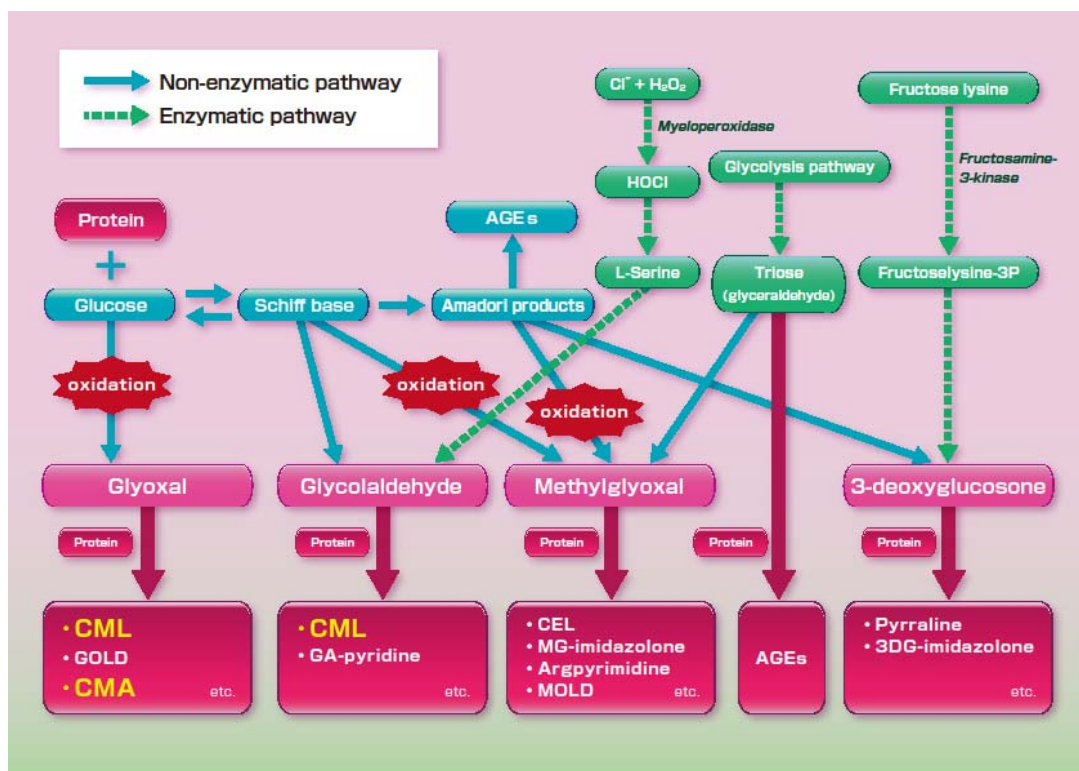 Non-enzymatic pathway
Enzymatic pathway
Cl⁻ + H₂O₂
Myeloperoxidase
HOCl
L-Serine
Fructose lysine
Fructosamine-
3-kinase
Glycolysis pathway
Triose
(glyceraldehyde)
Fructoselysine-3P
Protein
+
Glucose
Schiff base
Amadori products
AGEs
oxidation
oxidation
oxidation
Glyoxal
Glycolaldehyde
Methylglyoxal
3-deoxyglucosone
Protein
Protein
Protein
Protein
Protein
・CML
・GOLD
・CMA
etc.
・CML
・GA-pyridine
etc.
・CEL
・MG-imidazolone
・Argpyrimidine
・MOLD
etc.
AGEs
・Pyrraline
・3DG-imidazolone
etc.